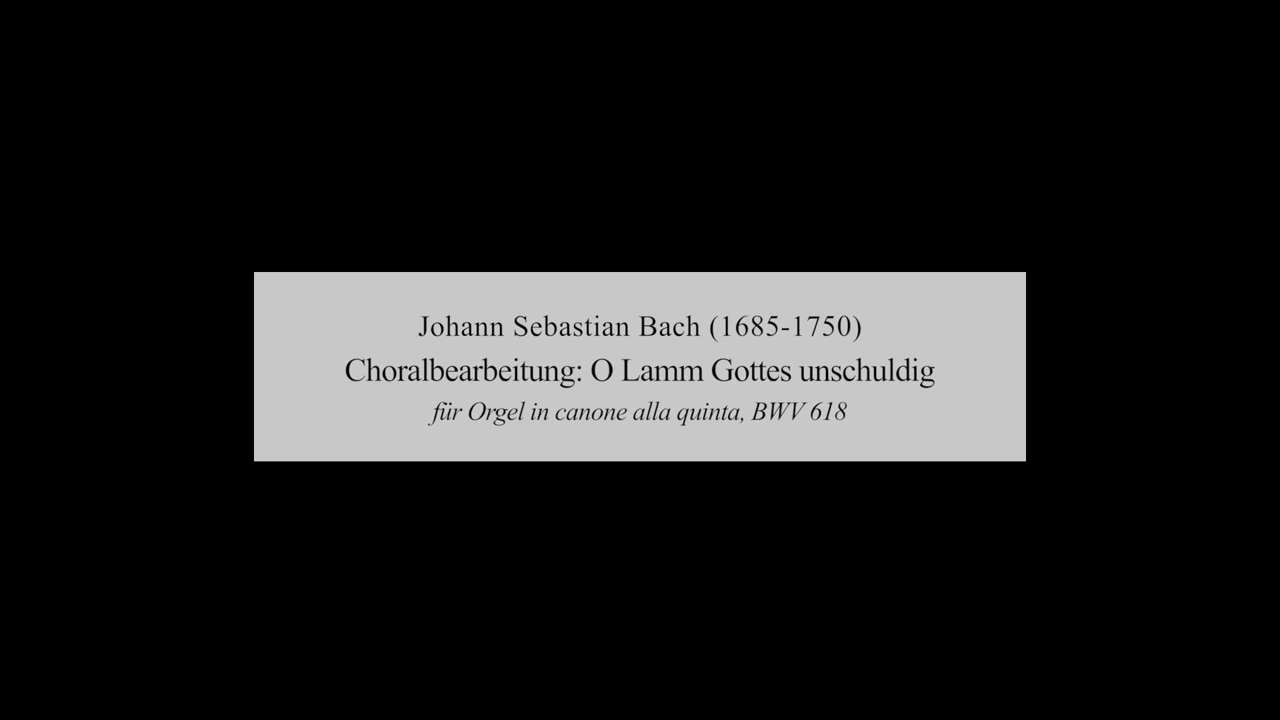 Johann Sebastian Bach (1685-1750)
Choralbearbeitung: O Lamm Gottes unschuldig
für Orgel in canone alla quinta, BWV 618